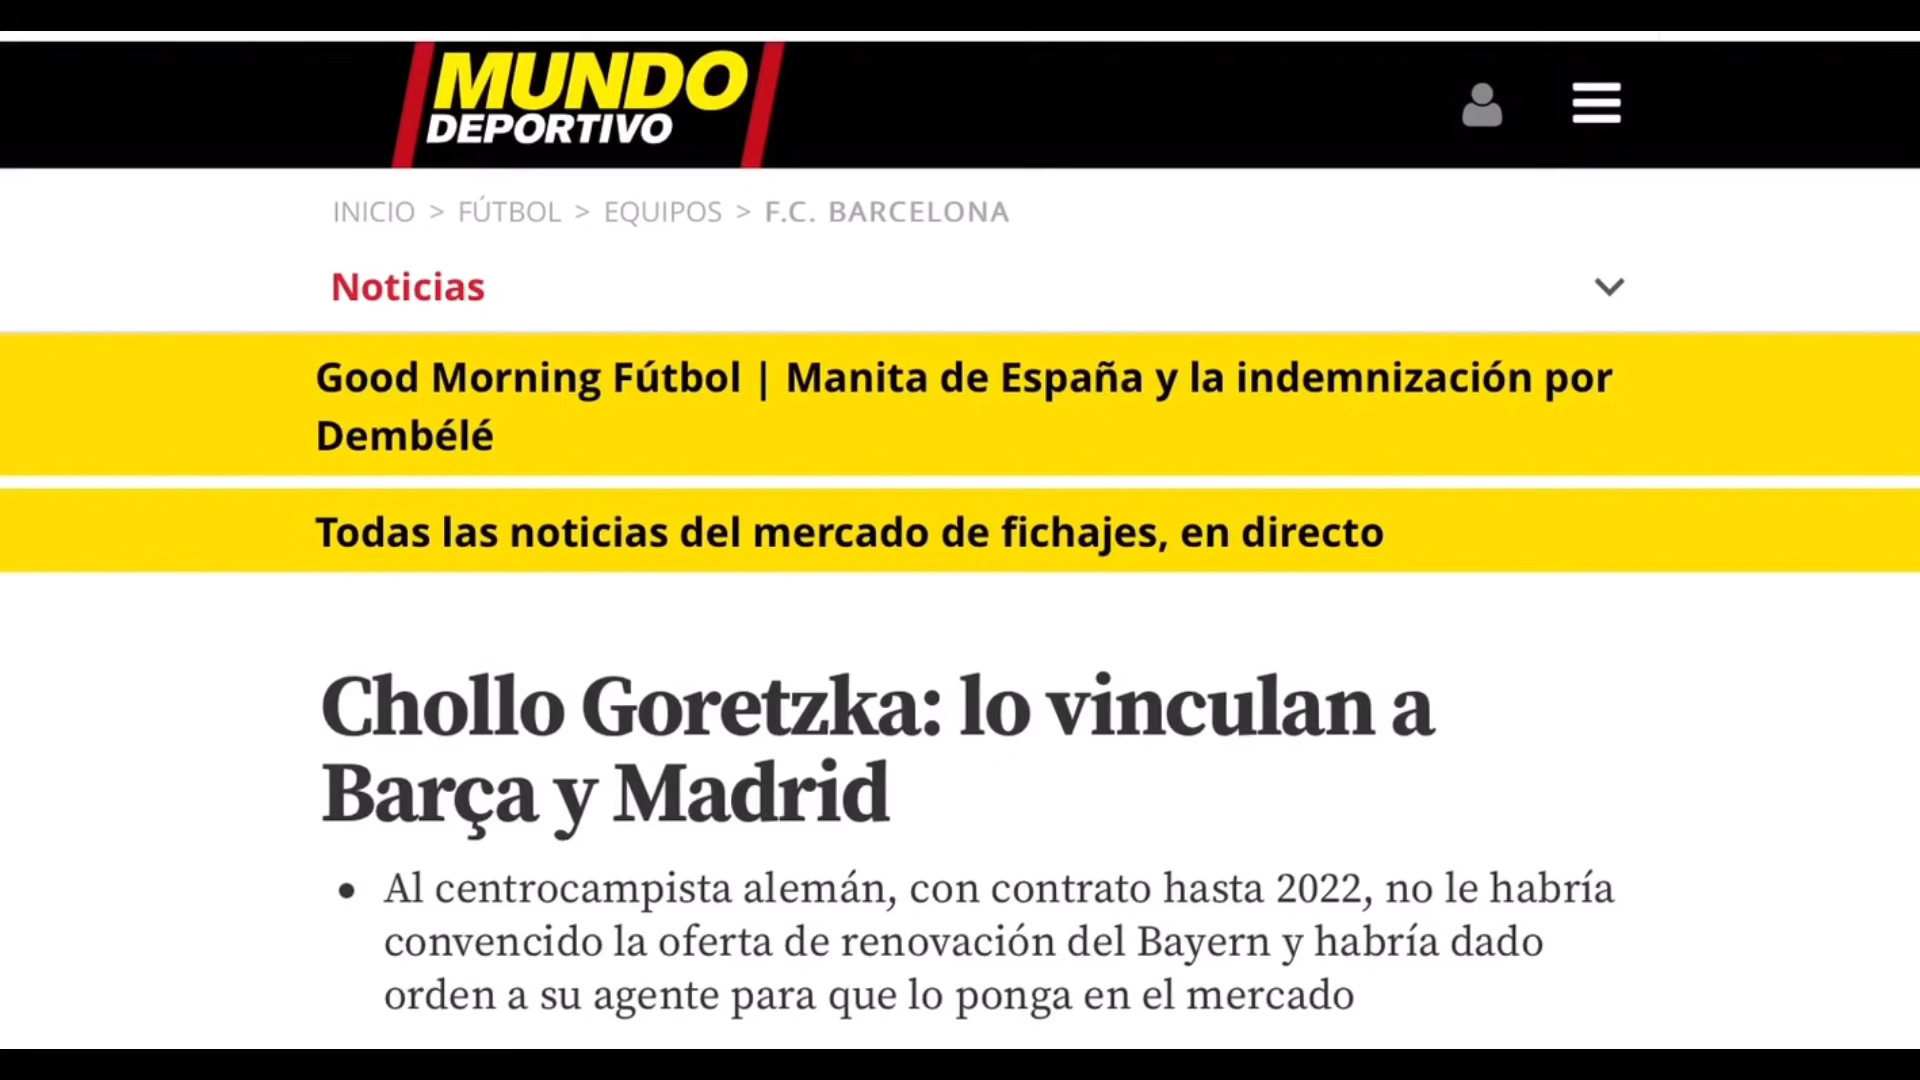 MUNDO
DEPORTIVO
INICIO > FÚTBOL > EQUIPOS > F.C. BARCELONA
Noticias
Good Morning Fútbol | Manita de España y la indemnización por
Dembélé
Todas las noticias del mercado de fichajes, en directo
Chollo Goretzka: lo vinculan a
Barça y Madrid
• Al centrocampista alemán, con contrato hasta 2022, no le habría
convencido la oferta de renovación del Bayern y habría dado
orden a su agente para que lo ponga en el mercado